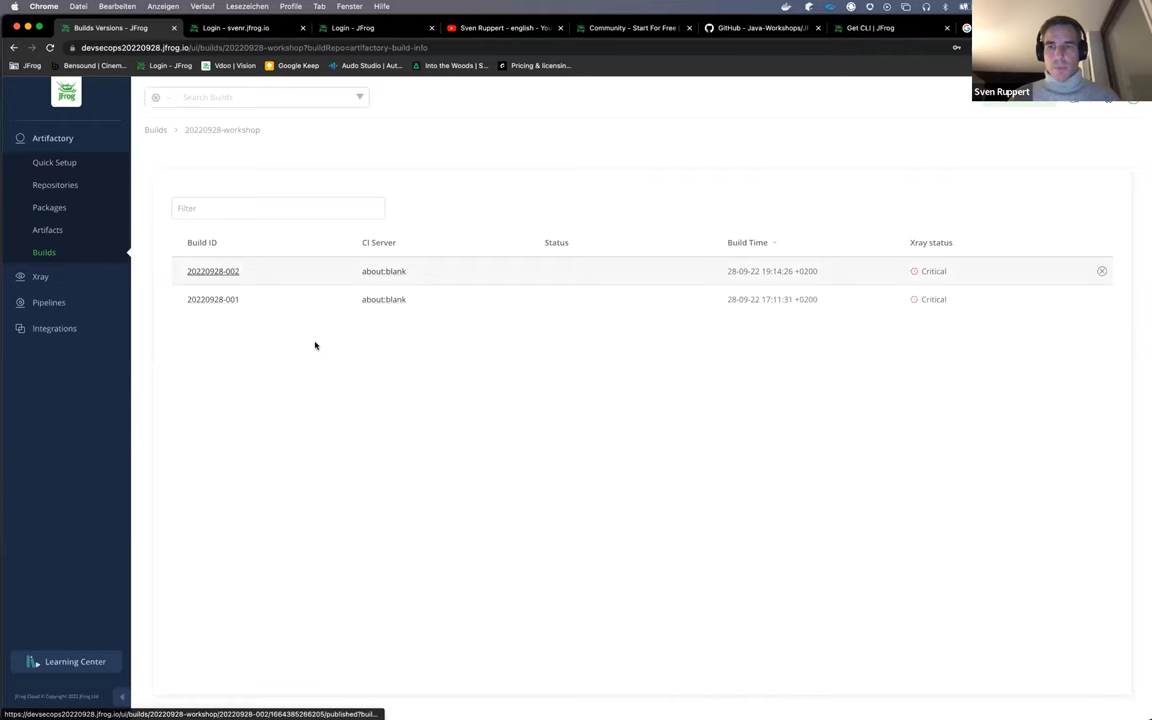 Chrome Datei Bearbeiten Anzeigen Verlauf Lesezeichen Profile Tab Fenster Hilfe
Builds Versions – JFrog
Login - svenr.jfrog.io
Login - JFrog
Sven Ruppert - english - You
Community – Start For Free
GitHub - Java-Workshops/JF
Get CLI | JFrog
devsecops20220928.jfrog.io/ui/builds/20220928-workshop?buildRepo=artifactory-build-info
JFrog
Bensound | Cinem...
Login - JFrog
Vdoo | Vision
Google Keep
Audo Studio | Aut...
Into the Woods | S...
Pricing & licensin...
Sven Ruppert
JFrog
Search Builds
Artifactory
Quick Setup
Repositories
Packages
Artifacts
Builds
Xray
Pipelines
Integrations
Builds > 20220928-workshop
Filter
Build ID CI Server Status Build Time Xray status
20220928-002 about:blank 28-09-22 19:14:26 +0200 Critical
20220928-001 about:blank 28-09-22 17:11:31 +0200 Critical
Learning Center
JFrog Cloud © Copyright 2022 JFrog Ltd
https://devsecops20220928.jfrog.io/ui/builds/20220928-workshop/20220928-002/1664385266205/published?buil...